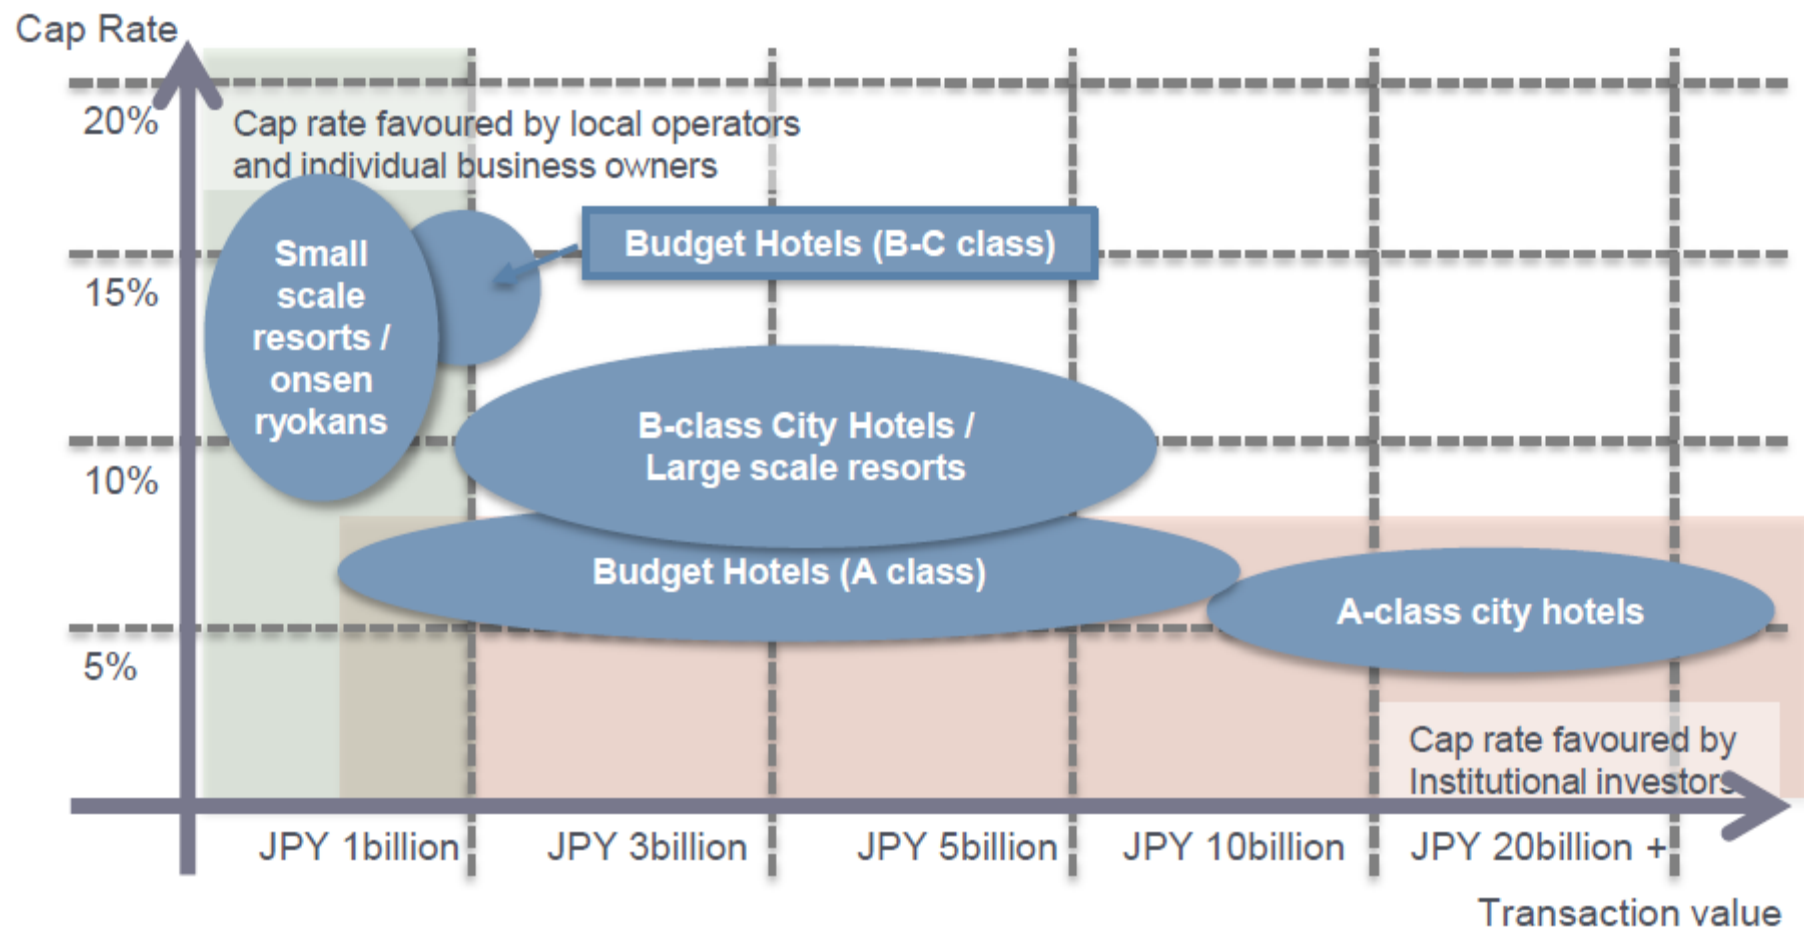 Cap Rate
20%
Cap rate favoured by local operators
and individual business owners
Budget Hotels (B-C class)
15%
Small
scale
resorts /
onsen
ryokans
B-class City Hotels /
Large scale resorts
10%
Budget Hotels (A class)
A-class city hotels
5%
Cap rate favoured by
Institutional investors
JPY 1billion
JPY 3billion
JPY 5billion
JPY 10billion
JPY 20billion +
Transaction value